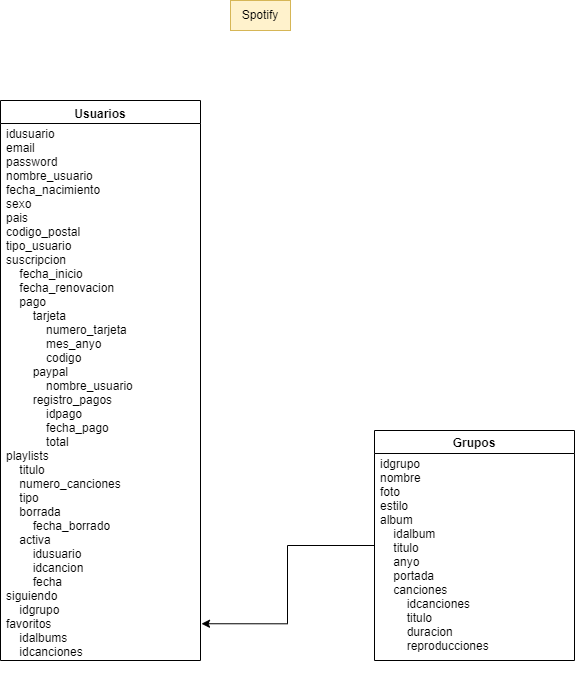 Spotify
Usuarios
idusuario
email
password
nombre_usuario
fecha_nacimiento
sexo
pais
codigo_postal
tipo_usuario
suscripcion
fecha_inicio
fecha_renovacion
pago
tarjeta
numero_tarjeta
mes_anyo
codigo
paypal
nombre_usuario
registro_pagos
idpago
fecha_pago
total
playlists
titulo
numero_canciones
tipo
borrada
fecha_borrado
activa
idusuario
idcancion
fecha
siguiendo
idgrupo
favoritos
idalbums
idcanciones
Grupos
idgrupo
nombre
foto
estilo
album
idalbum
titulo
anyo
portada
canciones
idcanciones
titulo
duracion
reproducciones